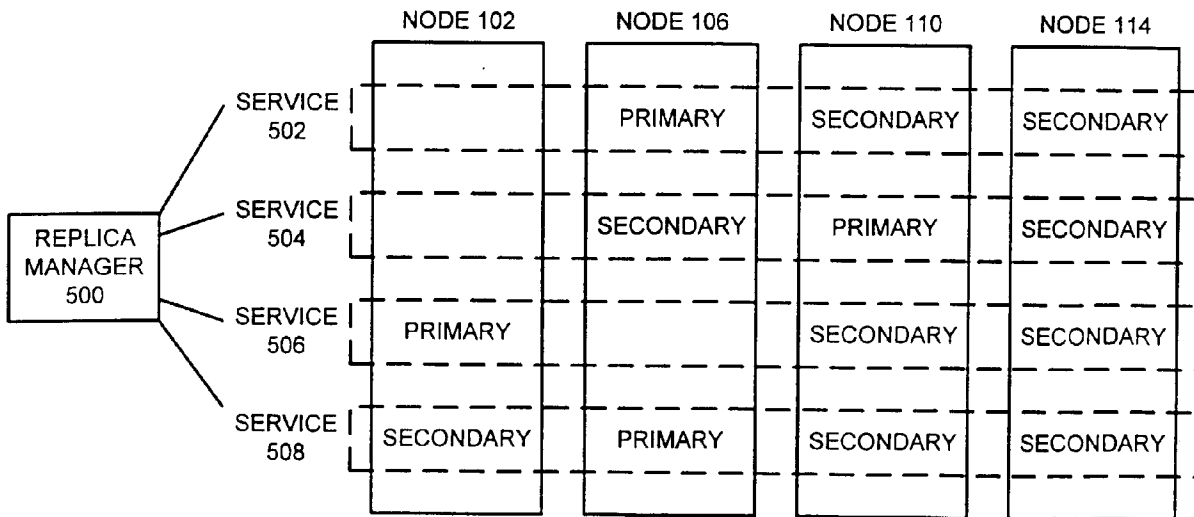 NODE 102 NODE 106 NODE 110 NODE 114
SERVICE
502
PRIMARY SECONDARY SECONDARY
SERVICE
504
SECONDARY PRIMARY SECONDARY
REPLICA
MANAGER
500
SERVICE
506
PRIMARY SECONDARY SECONDARY
SERVICE
508
SECONDARY PRIMARY SECONDARY SECONDARY